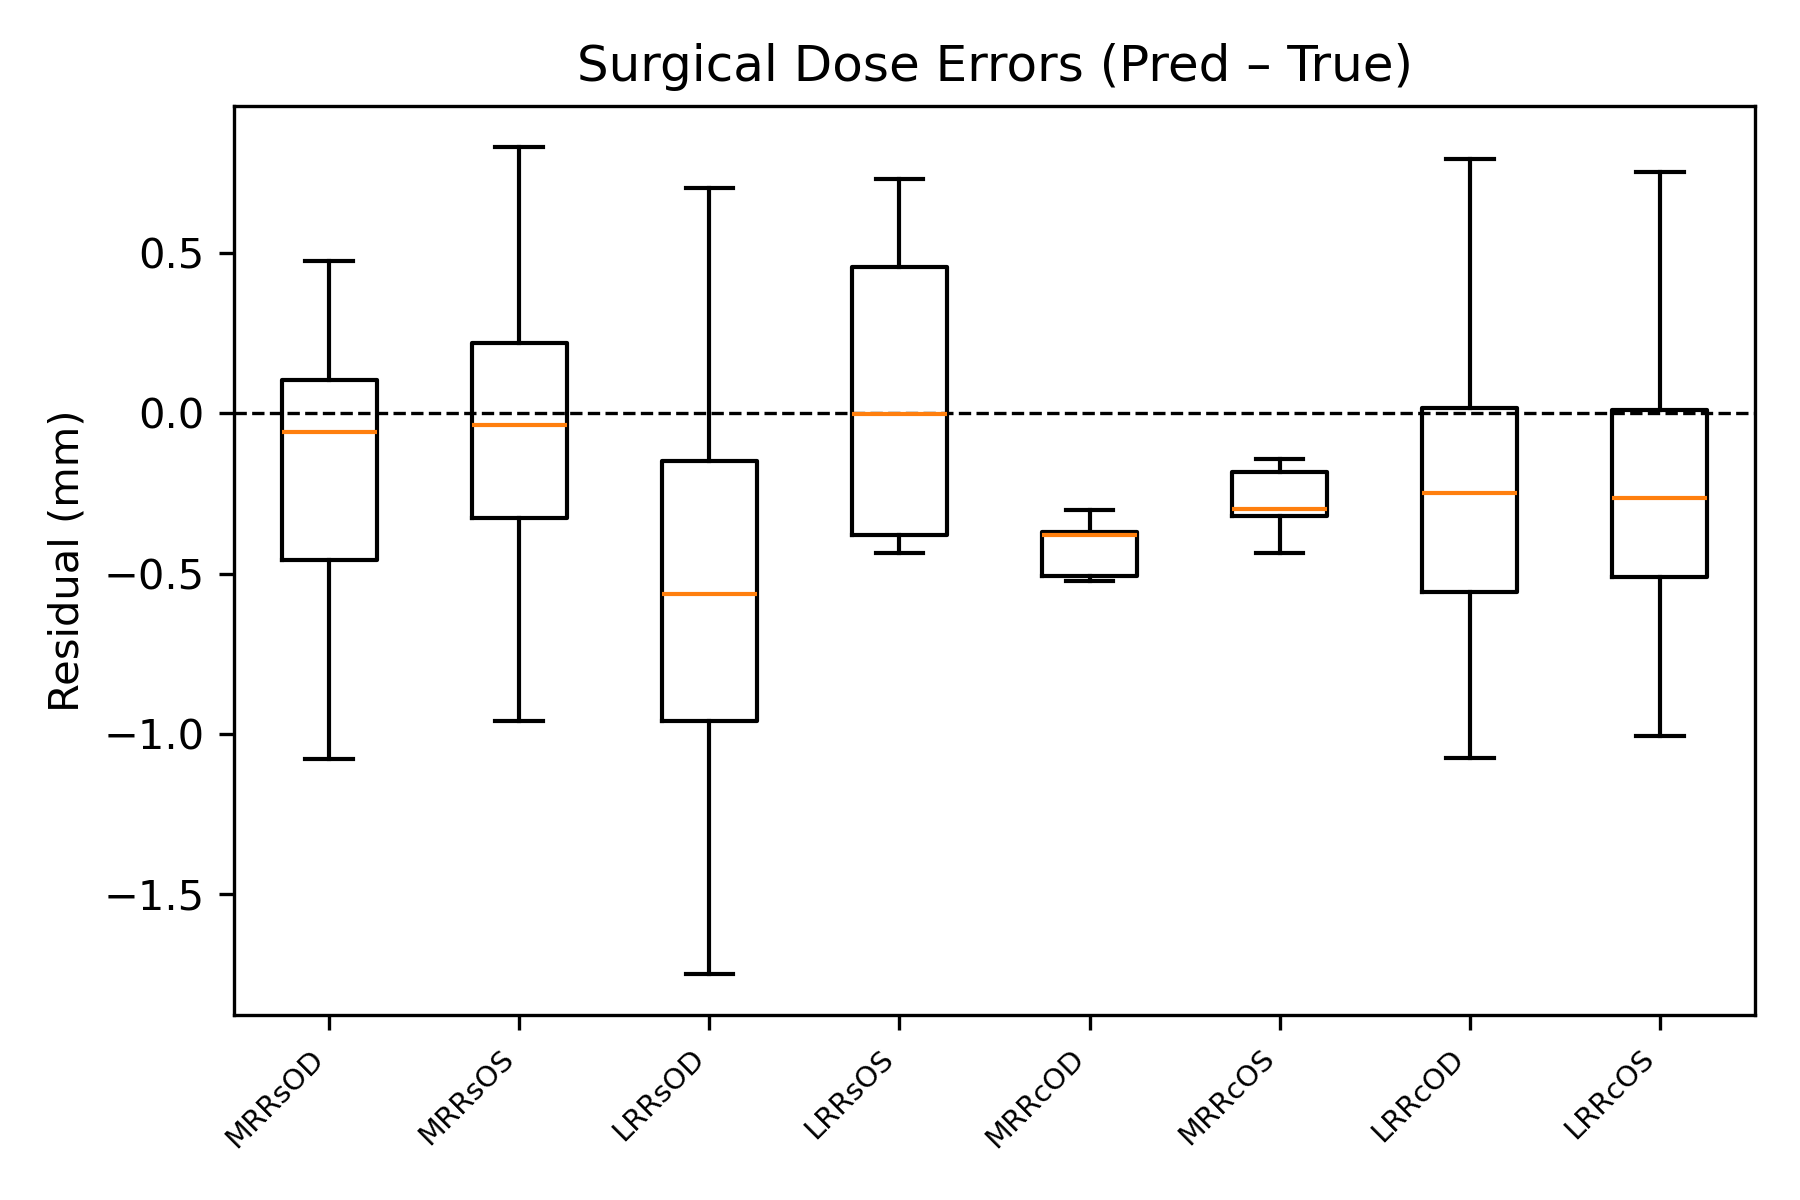 Surgical Dose Errors (Pred – True)
Residual (mm)
0.5
0.0
−0.5
−1.0
−1.5
MRRsOD
MRRsOS
LRRsOD
LRRsOS
MRRcOD
MRRcOS
LRRcOD
LRRcOS